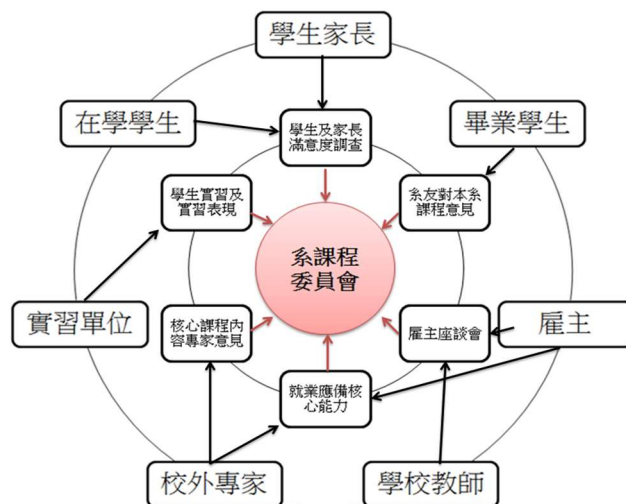 學生家長
在學學生
畢業學生
學生及家長
滿意度調查
學生實習及
實習表現
系友對本系
課程意見
系課程
委員會
實習單位
核心課程內
容專家意見
雇主座談會
雇主
就業應備核
心能力
校外專家
學校教師